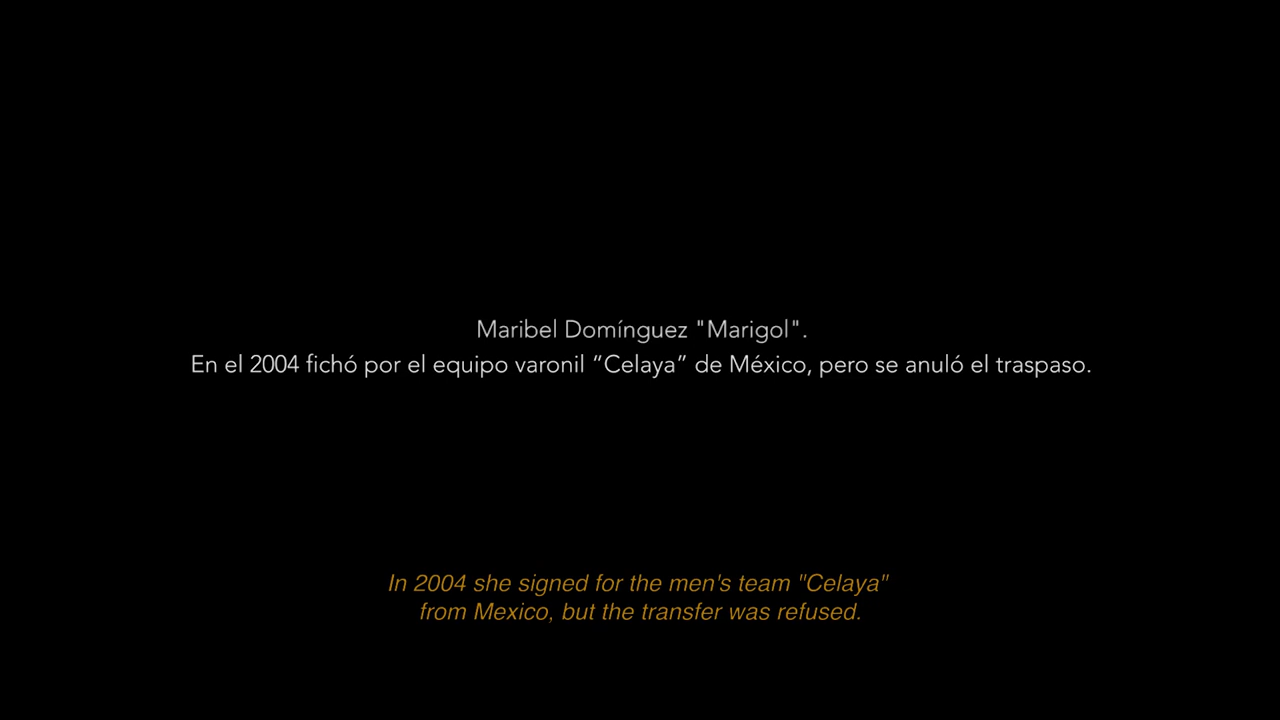 Maribel Domínguez "Marigol".
En el 2004 fichó por el equipo varonil “Celaya” de México, pero se anuló el traspaso.
In 2004 she signed for the men's team "Celaya"
from Mexico, but the transfer was refused.